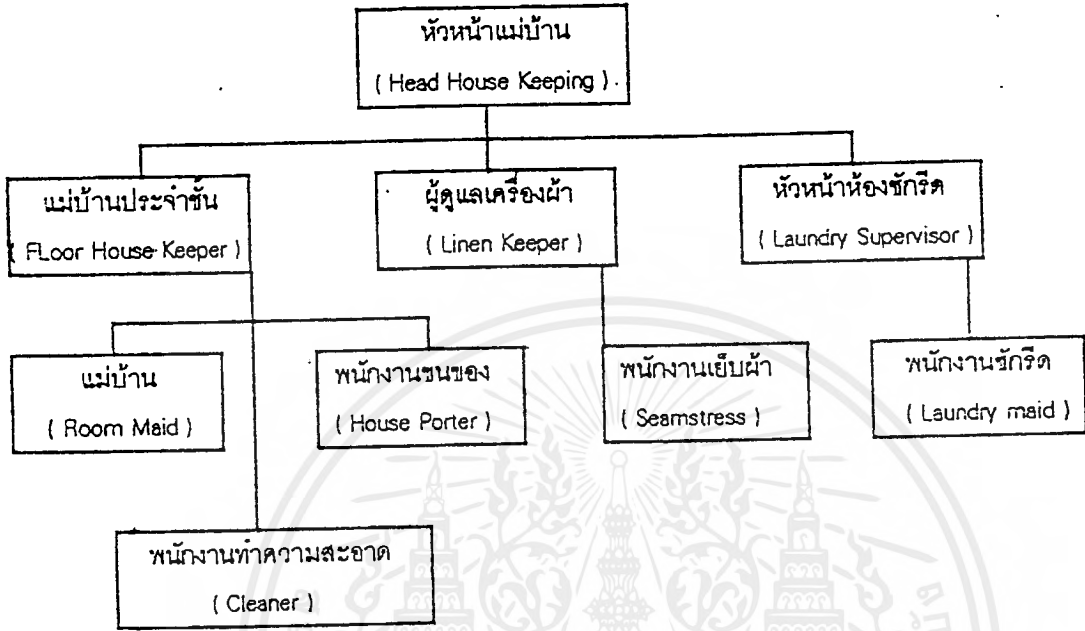 หัวหน้าแม่บ้าน
( Head House Keeping ).
แม่บ้านประจำชั้น
( FLoor House Keeper )
ผู้ดูแลเครื่องผ้า
( Linen Keeper )
หัวหน้าห้องซักรีด
( Laundry Supervisor )
แม่บ้าน
( Room Maid )
พนักงานขนของ
( House Porter )
พนักงานเย็บผ้า
( Seamstress )
พนักงานซักรีด
( Laundry maid )
พนักงานทำความสะอาด
( Cleaner )